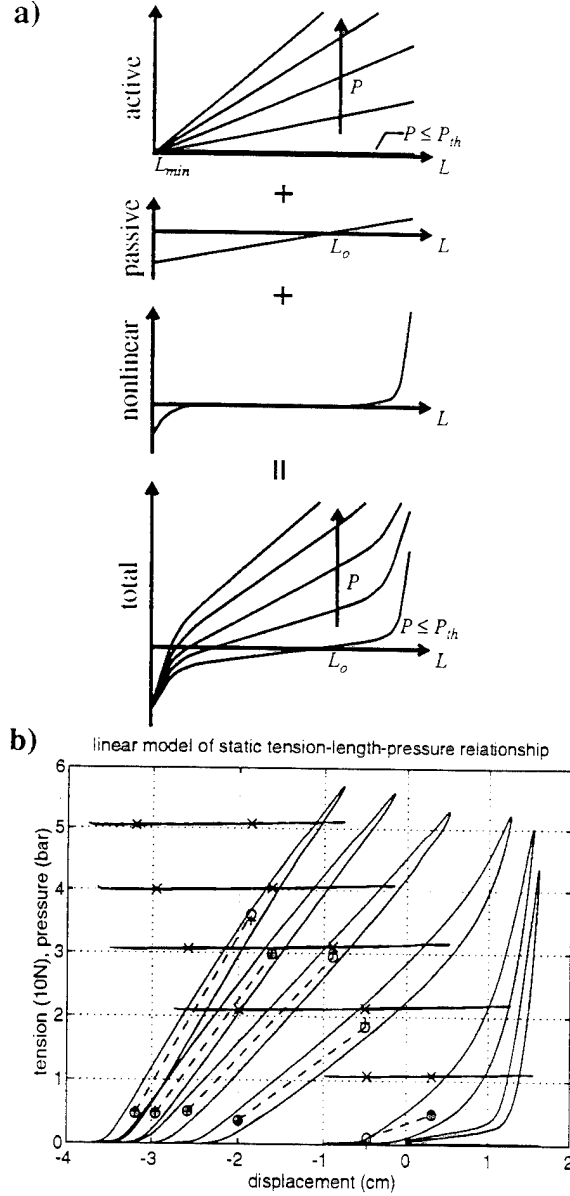 a)
active
P
P ≤ P_th
L_min
L
+
passive
L_o
+
nonlinear
L
=
total
P
P ≤ P_th
L_o
L
b)
linear model of static tension-length-pressure relationship
tension (10N), pressure (bar)
6
5
4
3
2
1
0
-4 -3 -2 -1 0 1 2
displacement (cm)